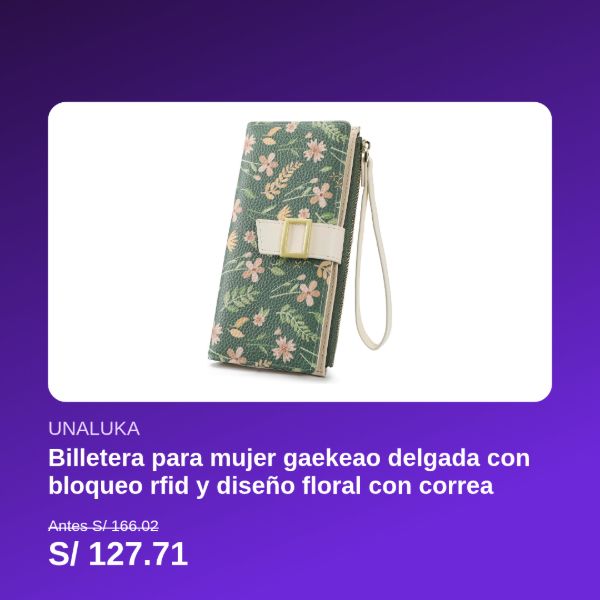 UNALUKA
Billetera para mujer gaekeao delgada con
bloqueo rfid y diseño floral con correa
Antes S/ 166.02
S/ 127.71